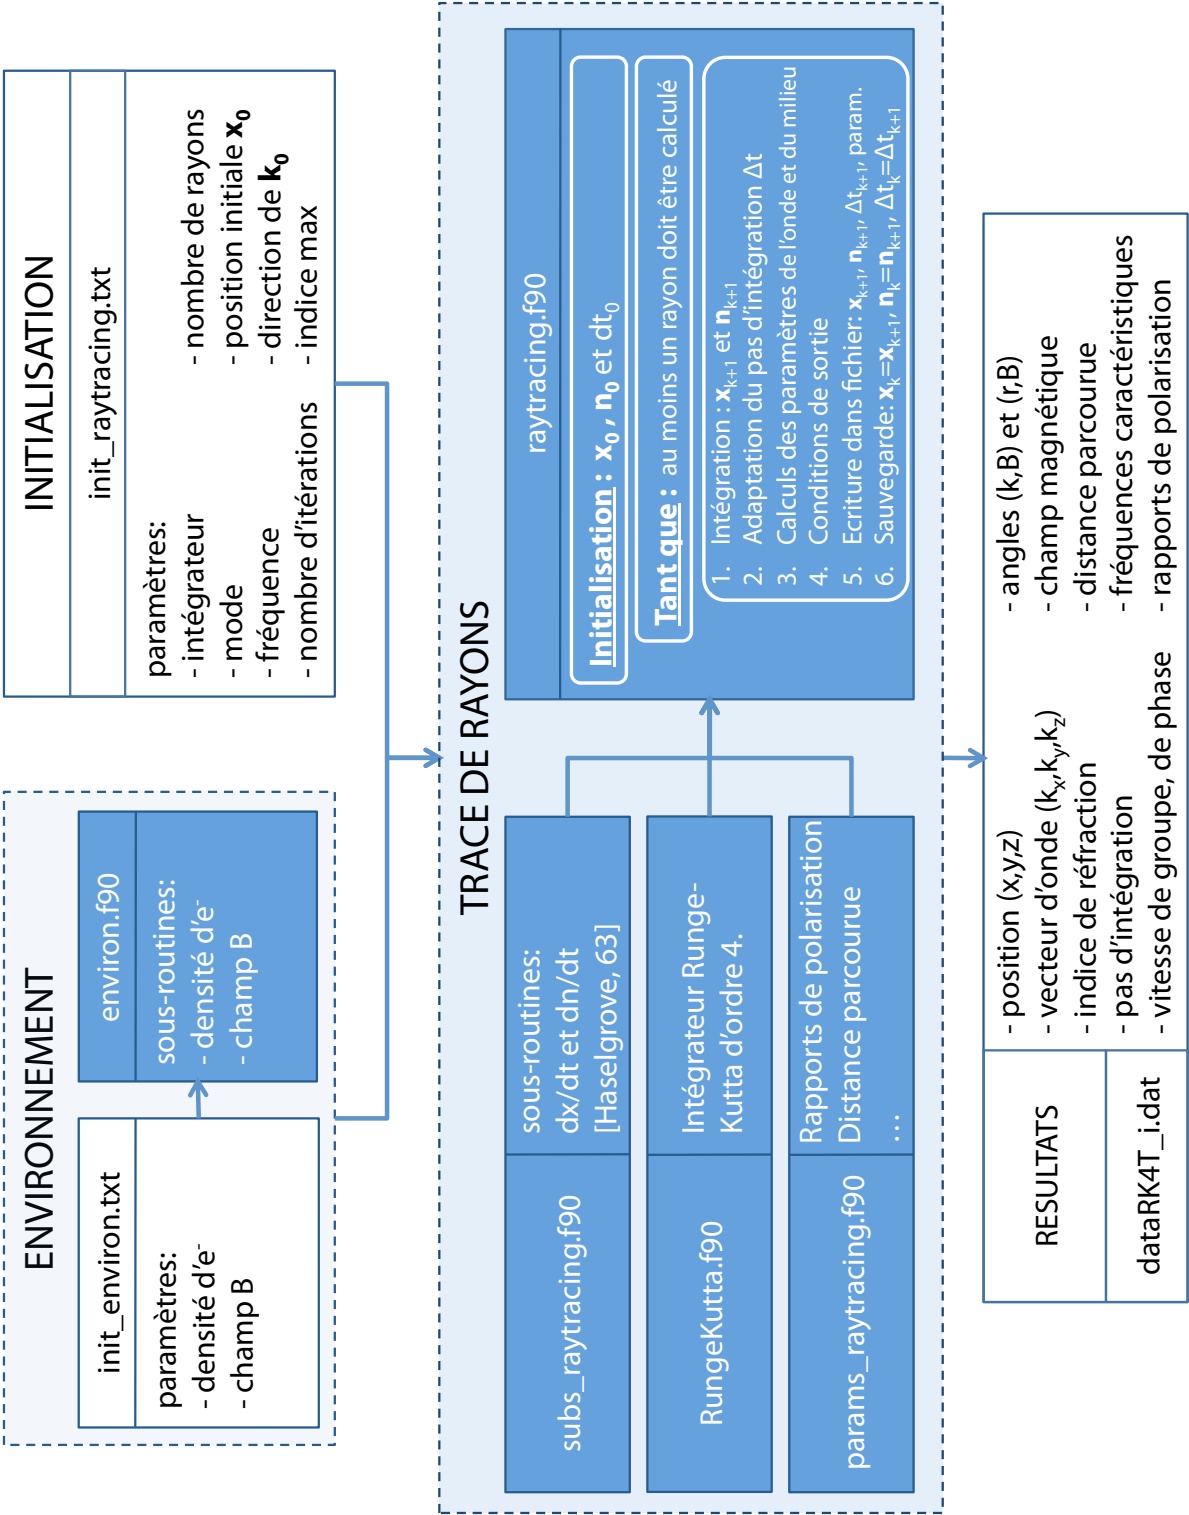 ENVIRONNEMENT
init_environ.txt
paramètres:
- densité d'e-
- champ B
environ.f90
sous-routines:
- densité d'e-
- champ B
INITIALISATION
init_raytracing.txt
paramètres:
- intégrateur
- mode
- fréquence
- nombre d'itérations
- nombre de rayons
- position initiale x0
- direction de k0
- indice max
TRACE DE RAYONS
subs_raytracing.f90
sous-routines:
dx/dt et dn/dt
[Haselgrove, 63]
RungeKutta.f90
Intégrateur Runge-
Kutta d'ordre 4.
params_raytracing.f90
Rapports de polarisation
Distance parcourue
...
raytracing.f90
Initialisation : x0 , n0 et dt0
Tant que : au moins un rayon doit être calculé
1. Intégration : xk+1 et nk+1
2. Adaptation du pas d'intégration Δt
3. Calculs des paramètres de l'onde et du milieu
4. Conditions de sortie
5. Ecriture dans fichier: xk+1, nk+1, Δtk+1, param.
6. Sauvegarde: xk=xk+1, nk=nk+1, Δtk=Δtk+1
RESULTATS
dataRK4T_i.dat
- position (x,y,z)
- vecteur d'onde (kx,ky,kz)
- indice de réfraction
- pas d'intégration
- vitesse de groupe, de phase
- angles (k,B) et (r,B)
- champ magnétique
- distance parcourue
- fréquences caractéristiques
- rapports de polarisation